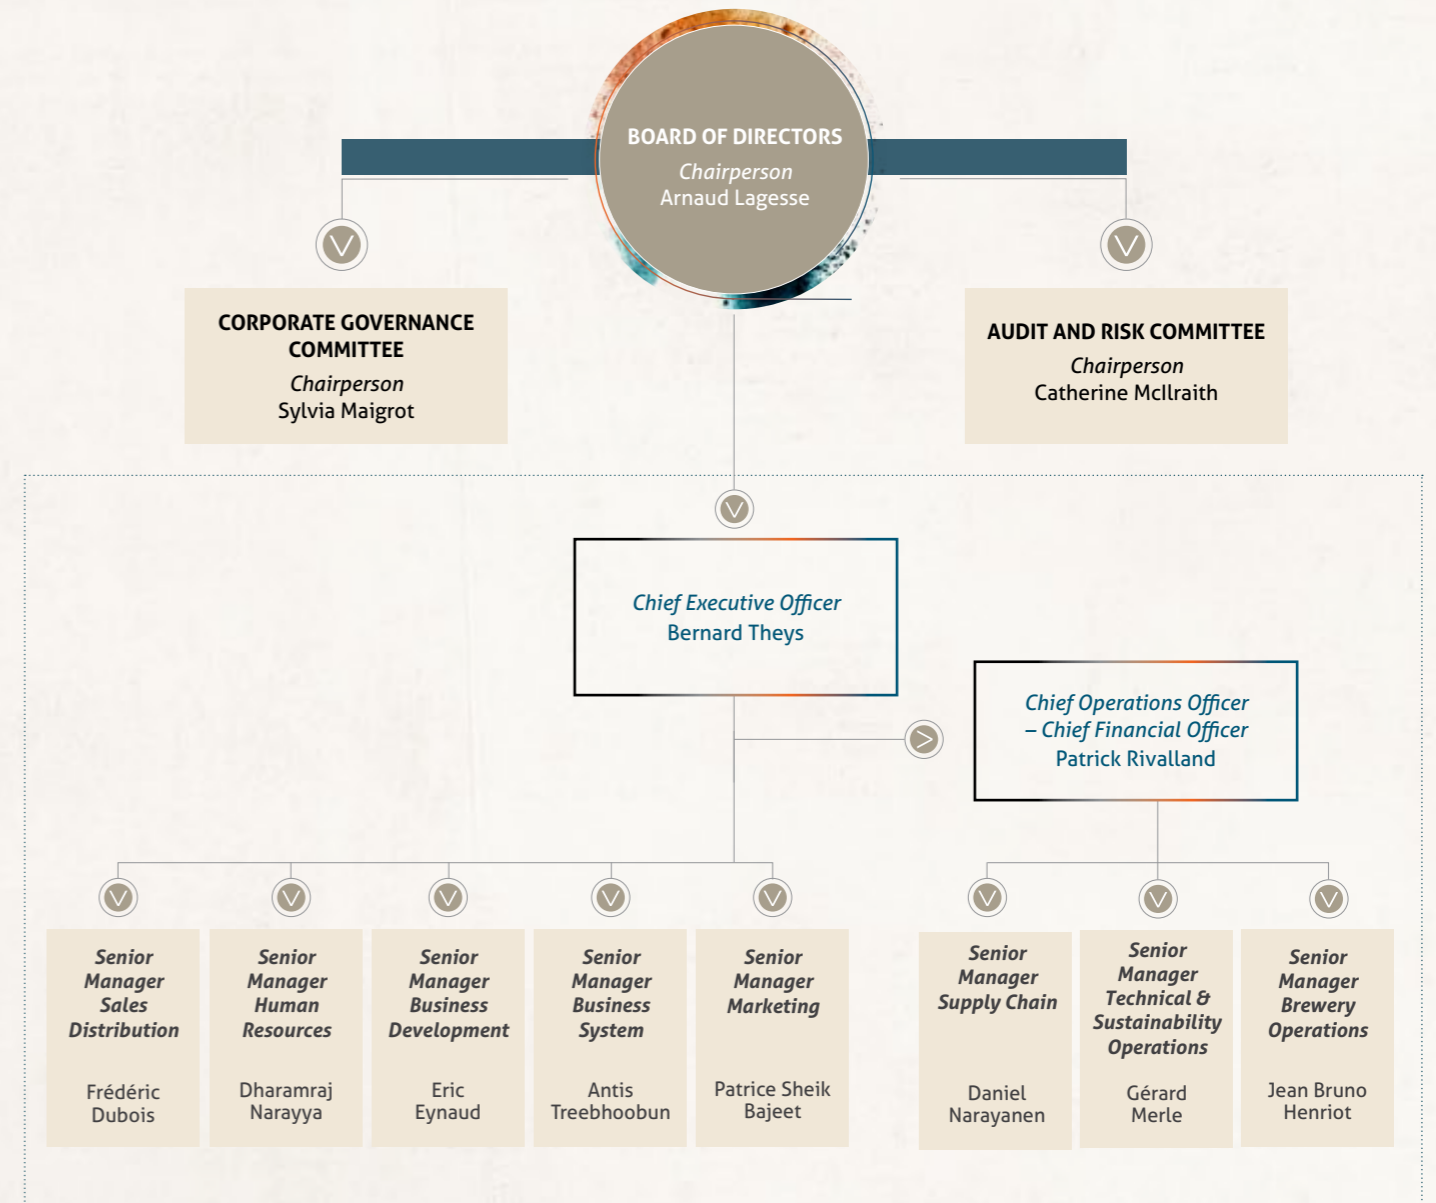 BOARD OF DIRECTORS
Chairperson
Arnaud Lagesse
CORPORATE GOVERNANCE
COMMITTEE
Chairperson
Sylvia Maigrot
AUDIT AND RISK COMMITTEE
Chairperson
Catherine McIlraith
Chief Executive Officer
Bernard Theys
Chief Operations Officer
– Chief Financial Officer
Patrick Rivalland
Senior
Manager
Sales
Distribution
Frédéric
Dubois
Senior
Manager
Human
Resources
Dharamraj
Narayya
Senior
Manager
Business
Development
Eric
Eynaud
Senior
Manager
Business
System
Antis
Treebhoobun
Senior
Manager
Marketing
Patrice Sheik
Bajeet
Senior
Manager
Supply Chain
Daniel
Narayanen
Senior
Manager
Technical &
Sustainability
Operations
Gérard
Merle
Senior
Manager
Brewery
Operations
Jean Bruno
Henriot